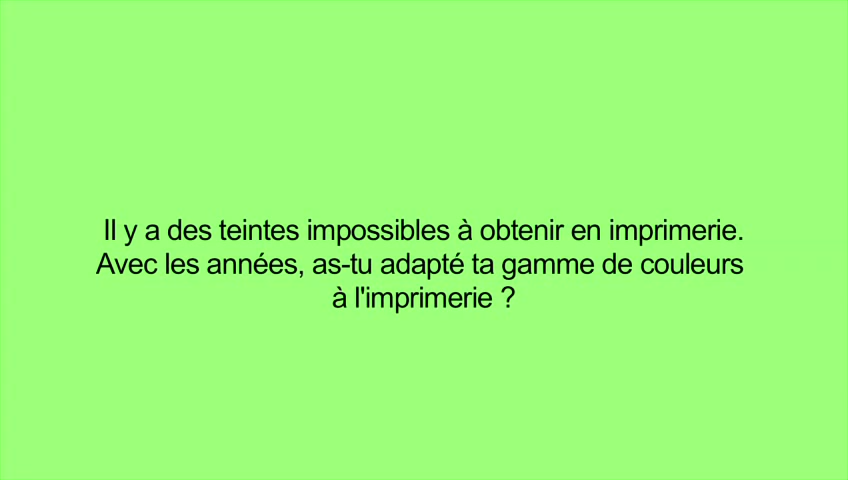 Il y a des teintes impossibles à obtenir en imprimerie.
Avec les années, as-tu adapté ta gamme de couleurs
à l'imprimerie ?